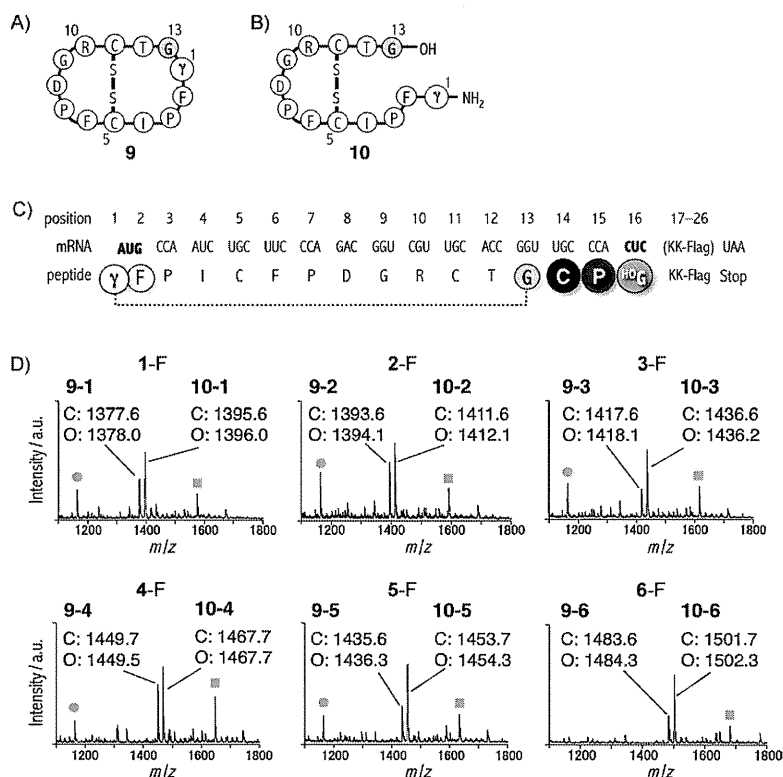 A)
B)
10
13
G R C T G
1
γ
G
D
P
F
S
S
F C I P
5
9
10
13
G R C T G OH
1
F γ NH₂
G
D
P
S
S
F C I P
5
10
C)
position 1 2 3 4 5 6 7 8 9 10 11 12 13 14 15 16 17–26
mRNA AUG CCA AUC UGC UUC CCA GAC GGU CGU UGC ACC GGU UGC CCA CUC (KK-Flag) UAA
peptide γ F P I C F P D G R C T G C P HOG KK-Flag Stop
D)
1-F
9-1 10-1
C: 1377.6 C: 1395.6
O: 1378.0 O: 1396.0
Intensity / a.u.
1200 1400 1600 1800
m/z
2-F
9-2 10-2
C: 1393.6 C: 1411.6
O: 1394.1 O: 1412.1
1200 1400 1600 1800
m/z
3-F
9-3 10-3
C: 1417.6 C: 1436.6
O: 1418.1 O: 1436.2
1200 1400 1600 1800
m/z
4-F
9-4 10-4
C: 1449.7 C: 1467.7
O: 1449.5 O: 1467.7
Intensity / a.u.
1200 1400 1600 1800
m/z
5-F
9-5 10-5
C: 1435.6 C: 1453.7
O: 1436.3 O: 1454.3
1200 1400 1600 1800
m/z
6-F
9-6 10-6
C: 1483.6 C: 1501.7
O: 1484.3 O: 1502.3
1200 1400 1600 1800
m/z